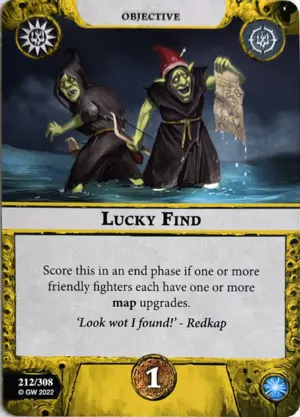 OBJECTIVE
LUCKY FIND
Score this in an end phase if one or more
friendly fighters each have one or more
map upgrades.
‘Look wot I found!’ - Redkap
212/308
© GW 2022
1